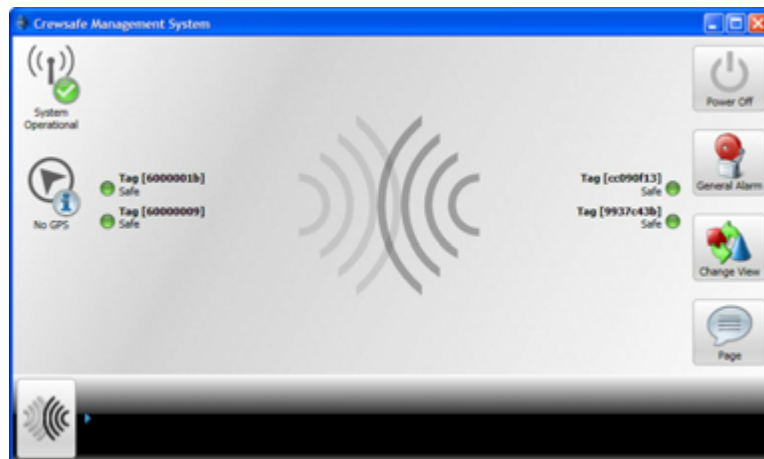 Crewsafe Management System
System
Operational
Power Off
Tag [6000001b]
Safe
Tag [cc090f13]
Safe
General Alarm
No GPS
Tag [60000009]
Safe
Tag [9937c43b]
Safe
Change View
Page